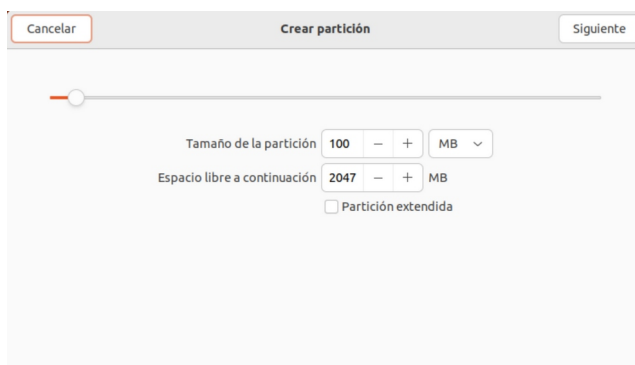 Cancelar Crear partición Siguiente
Tamaño de la partición 100 − + MB
Espacio libre a continuación 2047 − + MB
Partición extendida